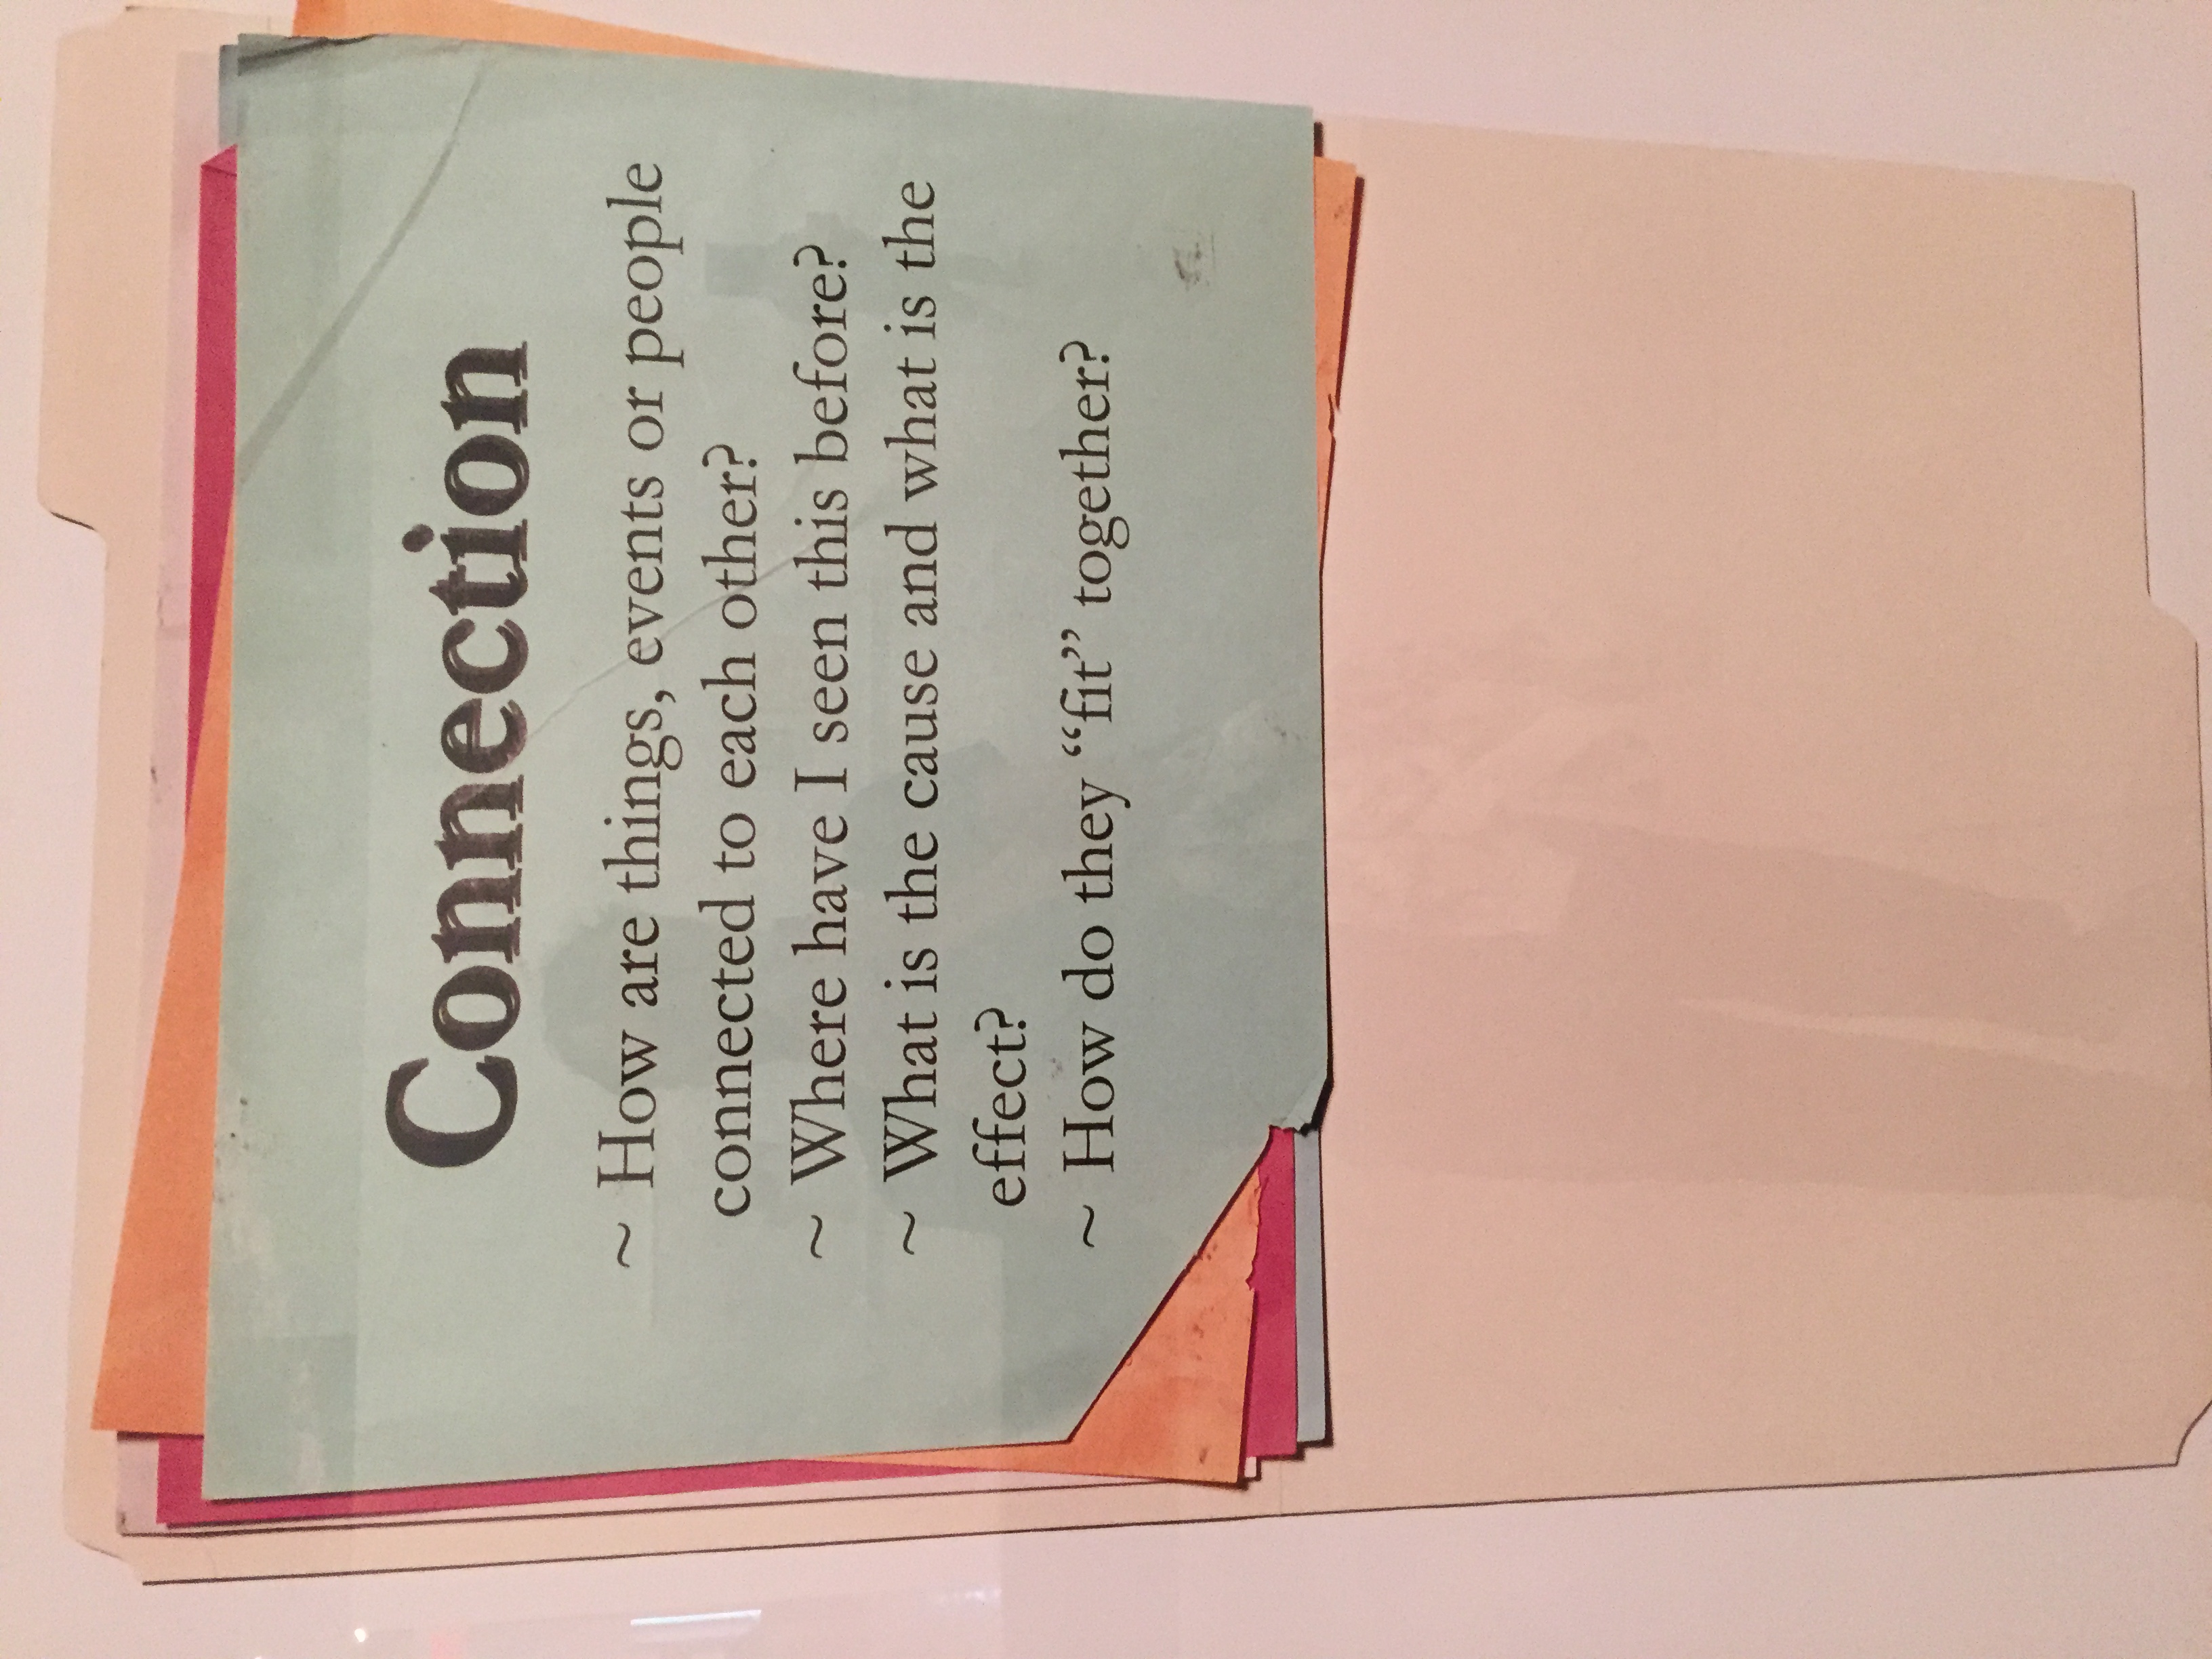 Connection
~ How are things, events or people
connected to each other?
~ Where have I seen this before?
~ What is the cause and what is the
effect?
~ How do they “fit” together?